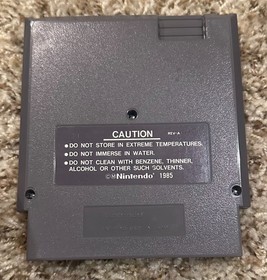 CAUTION
REV-A
●DO NOT STORE IN EXTREME TEMPERATURES.
●DO NOT IMMERSE IN WATER.
●DO NOT CLEAN WITH BENZENE, THINNER,
ALCOHOL OR OTHER SUCH SOLVENTS.
©Ⓜ Nintendo 1985